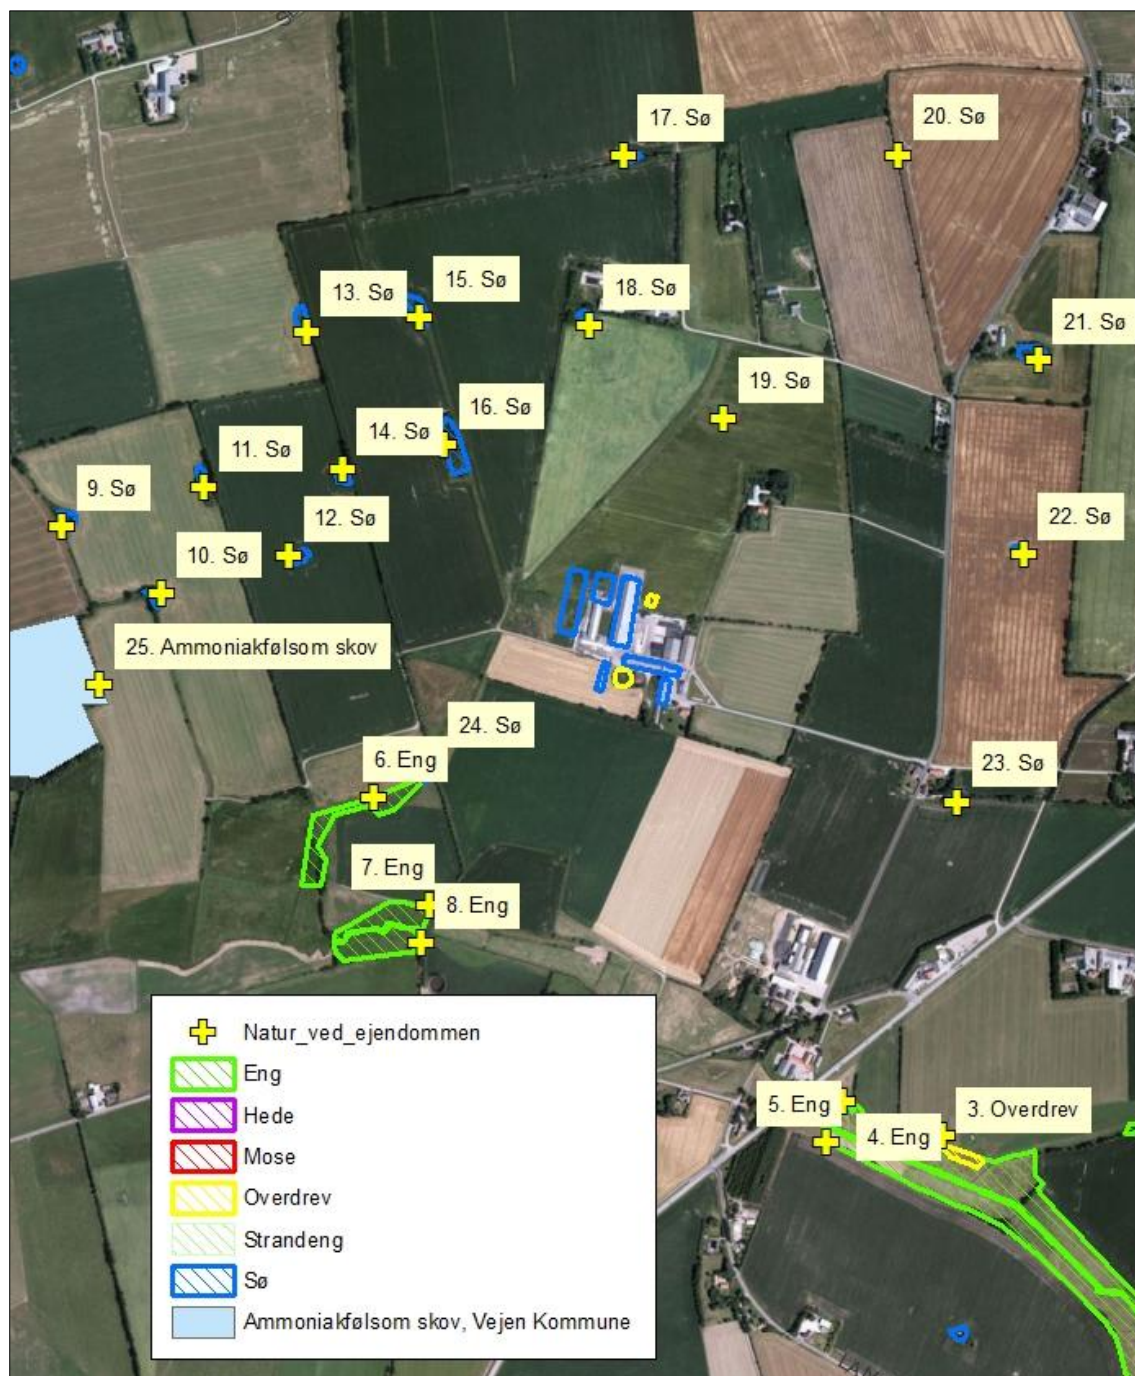 17. Sø
20. Sø
13. Sø
15. Sø
18. Sø
21. Sø
19. Sø
16. Sø
14. Sø
11. Sø
9. Sø
12. Sø
22. Sø
10. Sø
25. Ammoniakfølsom skov
24. Sø
6. Eng
23. Sø
7. Eng
8. Eng
5. Eng
3. Overdrev
4. Eng
Natur_ved_ejendommen
Eng
Hede
Mose
Overdrev
Strandeng
Sø
Ammoniakfølsom skov, Vejen Kommune